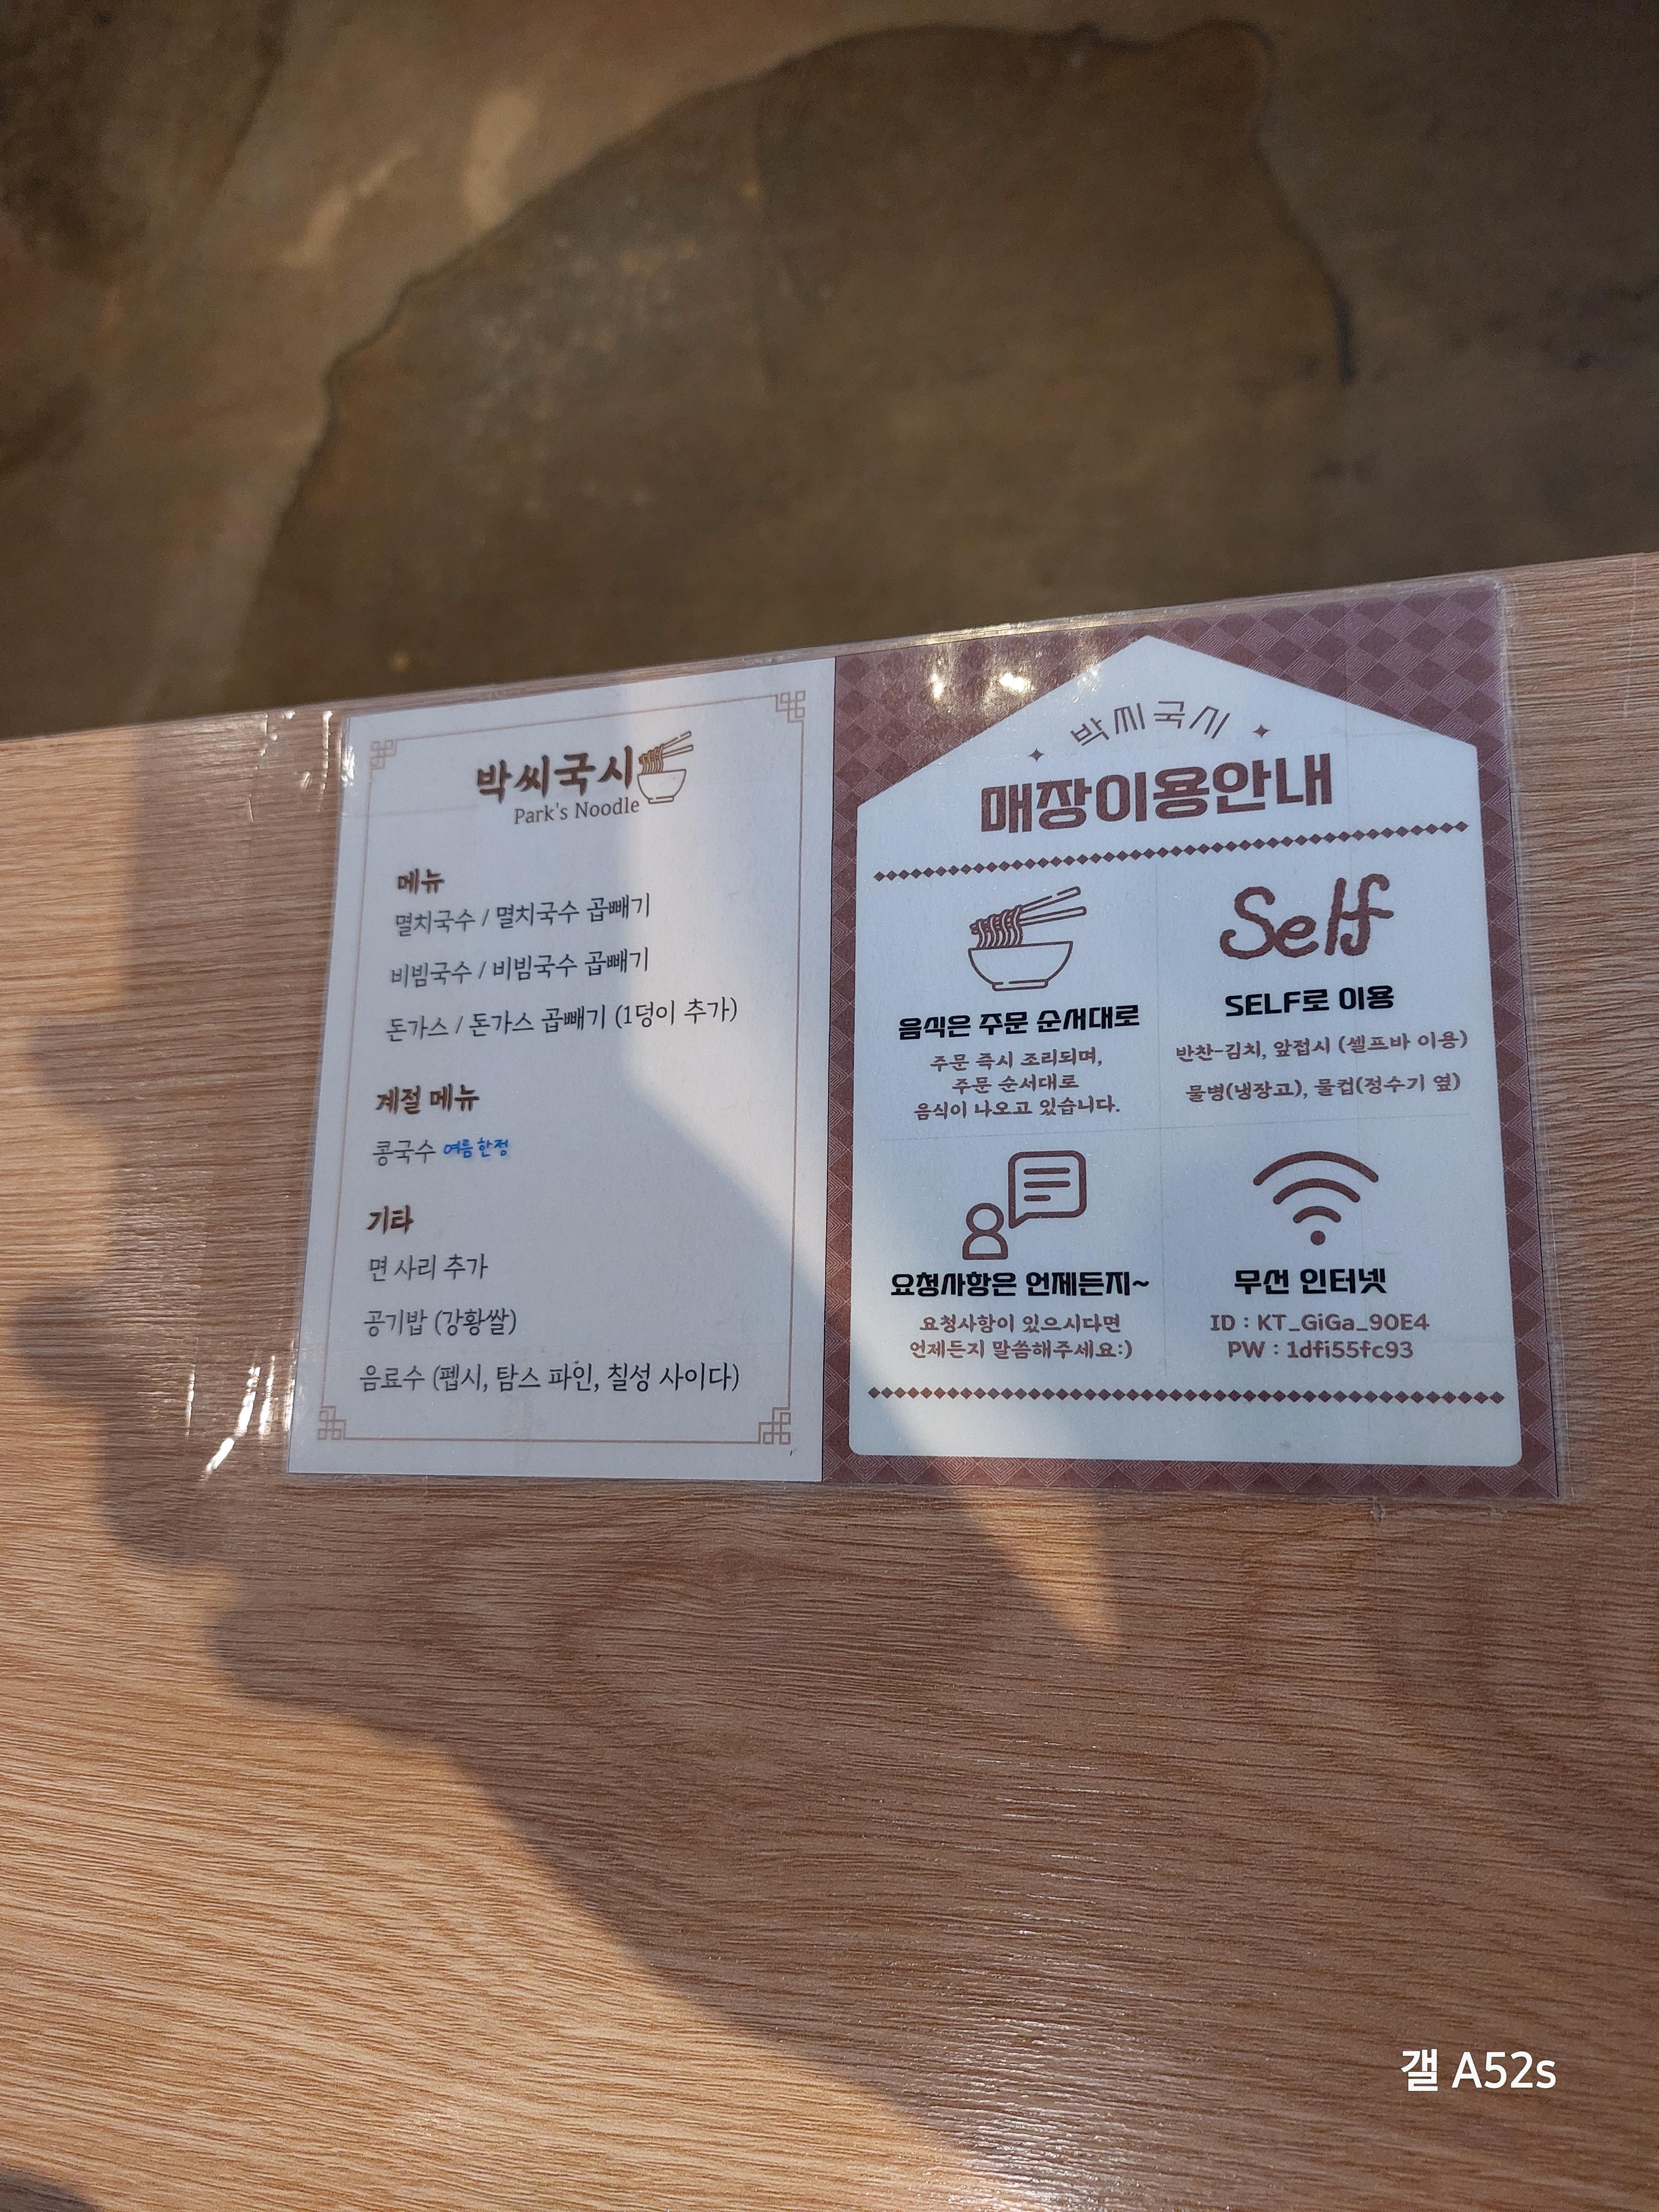 박씨국시
Park's Noodle
메뉴
멸치국수 / 멸치국수 곱빼기
비빔국수 / 비빔국수 곱빼기
돈가스 / 돈가스 곱빼기 (1덩이 추가)
계절 메뉴
콩국수 여름한정
기타
면 사리 추가
공기밥 (강황쌀)
음료수 (펩시, 탐스 파인, 칠성 사이다)
박씨국시
매장이용안내
음식은 주문 순서대로
주문 즉시 조리되며,
주문 순서대로
음식이 나오고 있습니다.
Self
SELF로 이용
반찬-김치, 앞접시 (셀프바 이용)
물병(냉장고), 물컵(정수기 옆)
요청사항은 언제든지~
요청사항이 있으시다면
언제든지 말씀해주세요:)
무선 인터넷
ID : KT_GiGa_90E4
PW : 1dfi55fc93
갤 A52s